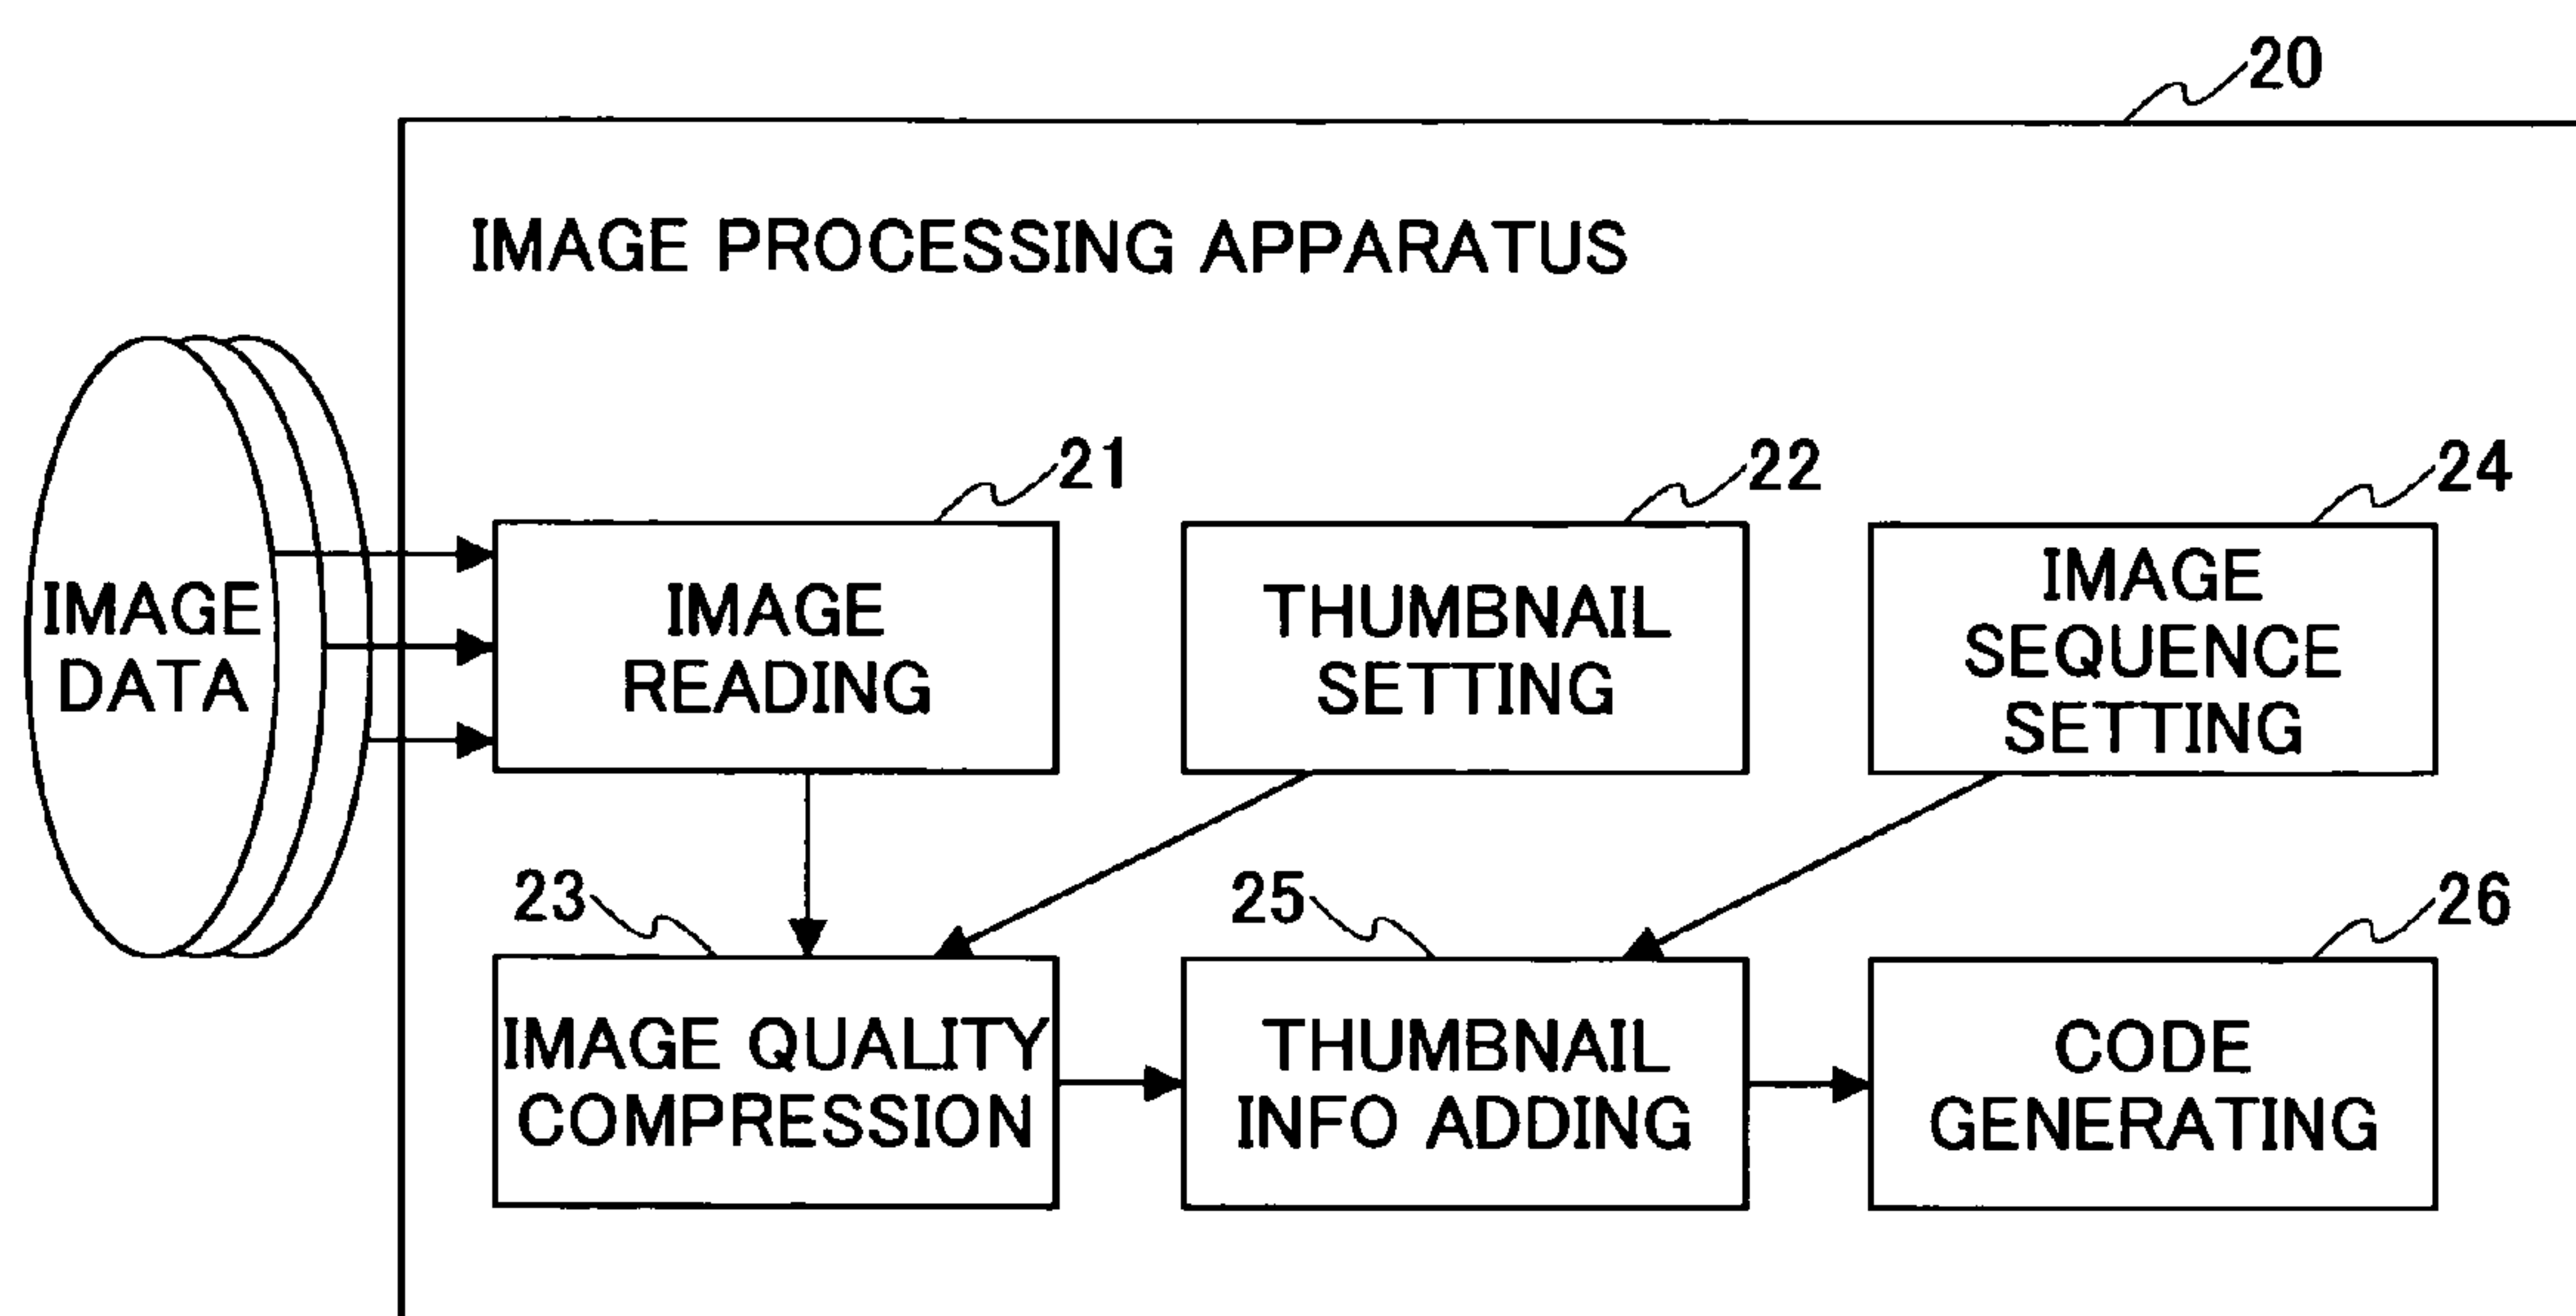 20
IMAGE PROCESSING APPARATUS
IMAGE
DATA
21
IMAGE
READING
22
THUMBNAIL
SETTING
24
IMAGE
SEQUENCE
SETTING
23
IMAGE QUALITY
COMPRESSION
25
THUMBNAIL
INFO ADDING
26
CODE
GENERATING